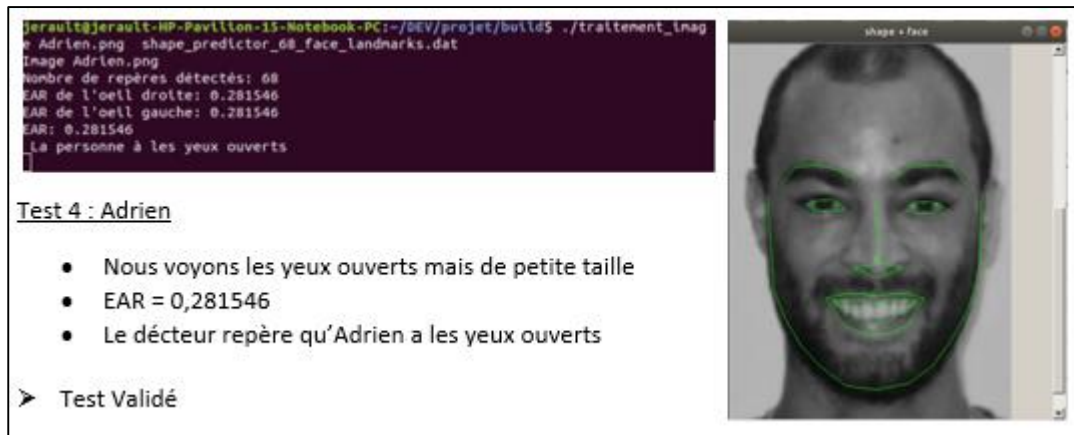 jerault@jerault-HP-Pavilion-15-Notebook-PC:~/DEV/projet/build$ ./traitement_imag
e Adrien.png shape_predictor_68_face_landmarks.dat
Image Adrien.png
Nombre de repères détectés: 68
EAR de l'oeil droite: 0.281546
EAR de l'oeil gauche: 0.281546
EAR: 0.281546
_La personne à les yeux ouverts
shape + face
Test 4 : Adrien
● Nous voyons les yeux ouverts mais de petite taille
● EAR = 0,281546
● Le décteur repère qu'Adrien a les yeux ouverts
➢ Test Validé